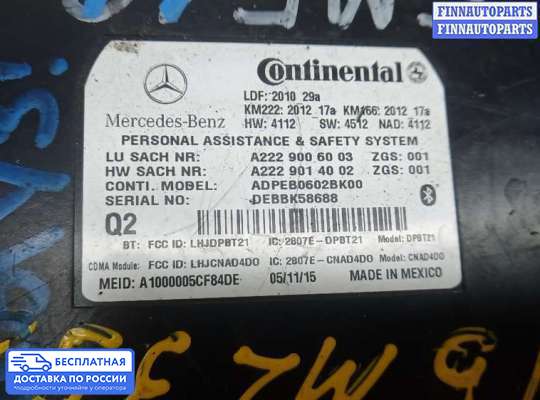 FINNAUTOPARTS
FINNAUTOPARTS
FINNAUTOPARTS
Continental
LDF: 2010 29a
KM222: 2012 17a KM166: 2012 17a
Mercedes-Benz HW: 4112 SW: 4512 NAD: 4112
PERSONAL ASSISTANCE & SAFETY SYSTEM
LU SACH NR: A222 900 60 03 ZGS: 001
HW SACH NR: A222 901 40 02 ZGS: 001
CONTI. MODEL: ADPEB0602BK00
SERIAL NO: DEBBK58688
Q2
BT: FCC ID: LHJDPBT21 IC: 2807E-DPBT21 Model: DPBT21
CDMA Module: FCC ID: LHJCNAD4DO IC: 2807E-CNAD4DO Model: CNAD4DO
MEID: A1000005CF84DE 05/11/15 MADE IN MEXICO
БЕСПЛАТНАЯ
ДОСТАВКА ПО РОССИИ